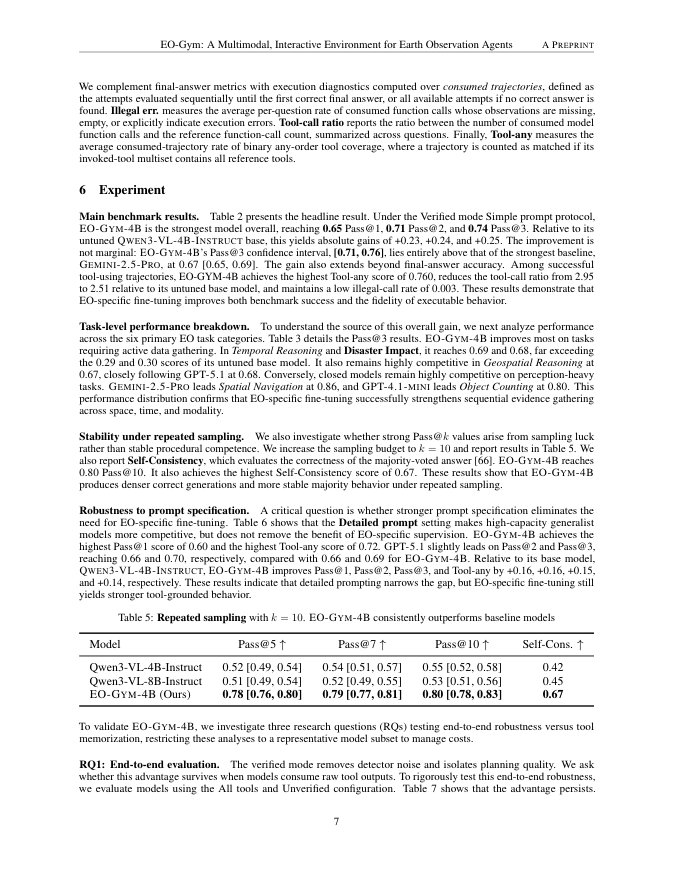 EO-Gym: A Multimodal, Interactive Environment for Earth Observation Agents A PREPRINT
We complement final-answer metrics with execution diagnostics computed over consumed trajectories, defined as
the attempts evaluated sequentially until the first correct final answer, or all available attempts if no correct answer is
found. Illegal err. measures the average per-question rate of consumed function calls whose observations are missing,
empty, or explicitly indicate execution errors. Tool-call ratio reports the ratio between the number of consumed model
function calls and the reference function-call count, summarized across questions. Finally, Tool-any measures the
average consumed-trajectory rate of binary any-order tool coverage, where a trajectory is counted as matched if its
invoked-tool multiset contains all reference tools.
6 Experiment
Main benchmark results. Table 2 presents the headline result. Under the Verified mode Simple prompt protocol,
EO-GYM-4B is the strongest model overall, reaching 0.65 Pass@1, 0.71 Pass@2, and 0.74 Pass@3. Relative to its
untuned QWEN3-VL-4B-INSTRUCT base, this yields absolute gains of +0.23, +0.24, and +0.25. The improvement is
not marginal: EO-GYM-4B's Pass@3 confidence interval, [0.71, 0.76], lies entirely above that of the strongest baseline,
GEMINI-2.5-PRO, at 0.67 [0.65, 0.69]. The gain also extends beyond final-answer accuracy. Among successful
tool-using trajectories, EO-GYM-4B achieves the highest Tool-any score of 0.760, reduces the tool-call ratio from 2.95
to 2.51 relative to its untuned base model, and maintains a low illegal-call rate of 0.003. These results demonstrate that
EO-specific fine-tuning improves both benchmark success and the fidelity of executable behavior.
Task-level performance breakdown. To understand the source of this overall gain, we next analyze performance
across the six primary EO task categories. Table 3 details the Pass@3 results. EO-GYM-4B improves most on tasks
requiring active data gathering. In Temporal Reasoning and Disaster Impact, it reaches 0.69 and 0.68, far exceeding
the 0.29 and 0.30 scores of its untuned base model. It also remains highly competitive in Geospatial Reasoning at
0.67, closely following GPT-5.1 at 0.68. Conversely, closed models remain highly competitive on perception-heavy
tasks. GEMINI-2.5-PRO leads Spatial Navigation at 0.86, and GPT-4.1-MINI leads Object Counting at 0.80. This
performance distribution confirms that EO-specific fine-tuning successfully strengthens sequential evidence gathering
across space, time, and modality.
Stability under repeated sampling. We also investigate whether strong Pass@k values arise from sampling luck
rather than stable procedural competence. We increase the sampling budget to k = 10 and report results in Table 5. We
also report Self-Consistency, which evaluates the correctness of the majority-voted answer [66]. EO-GYM-4B reaches
0.80 Pass@10. It also achieves the highest Self-Consistency score of 0.67. These results show that EO-GYM-4B
produces denser correct generations and more stable majority behavior under repeated sampling.
Robustness to prompt specification. A critical question is whether stronger prompt specification eliminates the
need for EO-specific fine-tuning. Table 6 shows that the Detailed prompt setting makes high-capacity generalist
models more competitive, but does not remove the benefit of EO-specific supervision. EO-GYM-4B achieves the
highest Pass@1 score of 0.60 and the highest Tool-any score of 0.72. GPT-5.1 slightly leads on Pass@2 and Pass@3,
reaching 0.66 and 0.70, respectively, compared with 0.66 and 0.69 for EO-GYM-4B. Relative to its base model,
QWEN3-VL-4B-INSTRUCT, EO-GYM-4B improves Pass@1, Pass@2, Pass@3, and Tool-any by +0.16, +0.16, +0.15,
and +0.14, respectively. These results indicate that detailed prompting narrows the gap, but EO-specific fine-tuning still
yields stronger tool-grounded behavior.
Table 5: Repeated sampling with k = 10. EO-GYM-4B consistently outperforms baseline models
Model Pass@5 ↑ Pass@7 ↑ Pass@10 ↑ Self-Cons. ↑
Qwen3-VL-4B-Instruct 0.52 [0.49, 0.54] 0.54 [0.51, 0.57] 0.55 [0.52, 0.58] 0.42
Qwen3-VL-8B-Instruct 0.51 [0.49, 0.54] 0.52 [0.49, 0.55] 0.53 [0.51, 0.56] 0.45
EO-GYM-4B (Ours) 0.78 [0.76, 0.80] 0.79 [0.77, 0.81] 0.80 [0.78, 0.83] 0.67
To validate EO-GYM-4B, we investigate three research questions (RQs) testing end-to-end robustness versus tool
memorization, restricting these analyses to a representative model subset to manage costs.
RQ1: End-to-end evaluation. The verified mode removes detector noise and isolates planning quality. We ask
whether this advantage survives when models consume raw tool outputs. To rigorously test this end-to-end robustness,
we evaluate models using the All tools and Unverified configuration. Table 7 shows that the advantage persists.
7